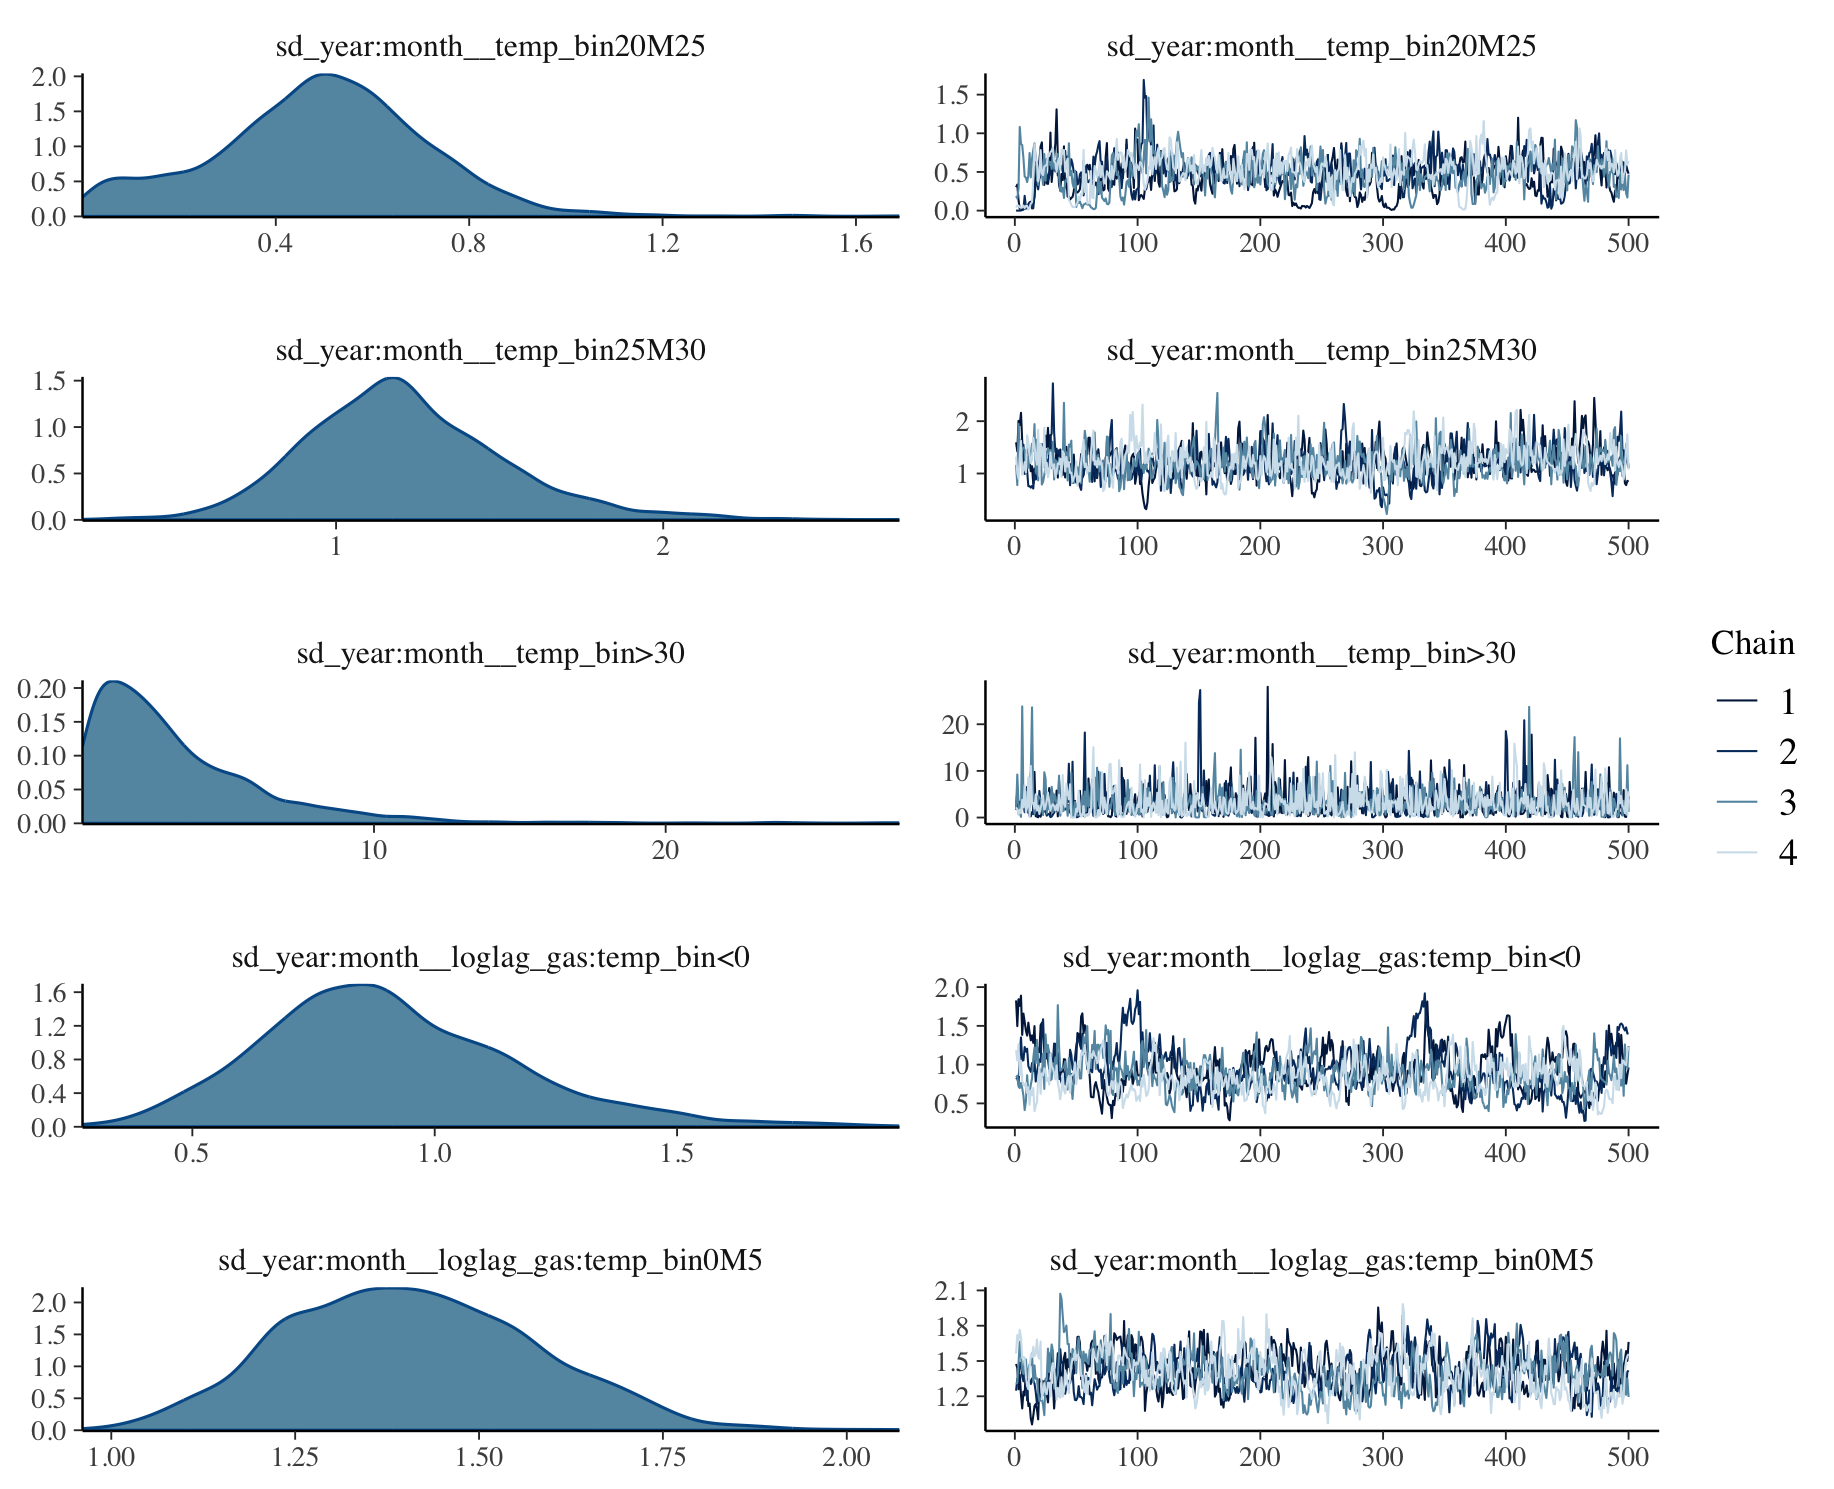 sd_year:month__temp_bin20M25
sd_year:month__temp_bin20M25
2.0
1.5
1.0
0.5
0.0
0.4 0.8 1.2 1.6
1.5
1.0
0.5
0.0
0 100 200 300 400 500
sd_year:month__temp_bin25M30
sd_year:month__temp_bin25M30
1.5
1.0
0.5
0.0
1 2
2
1
0 100 200 300 400 500
sd_year:month__temp_bin>30
sd_year:month__temp_bin>30
0.20
0.15
0.10
0.05
0.00
10 20
20
10
0
0 100 200 300 400 500
Chain
1
2
3
4
sd_year:month__loglag_gas:temp_bin<0
sd_year:month__loglag_gas:temp_bin<0
1.6
1.2
0.8
0.4
0.0
0.5 1.0 1.5
2.0
1.5
1.0
0.5
0 100 200 300 400 500
sd_year:month__loglag_gas:temp_bin0M5
sd_year:month__loglag_gas:temp_bin0M5
2.0
1.5
1.0
0.5
0.0
1.00 1.25 1.50 1.75 2.00
2.1
1.8
1.5
1.2
0 100 200 300 400 500